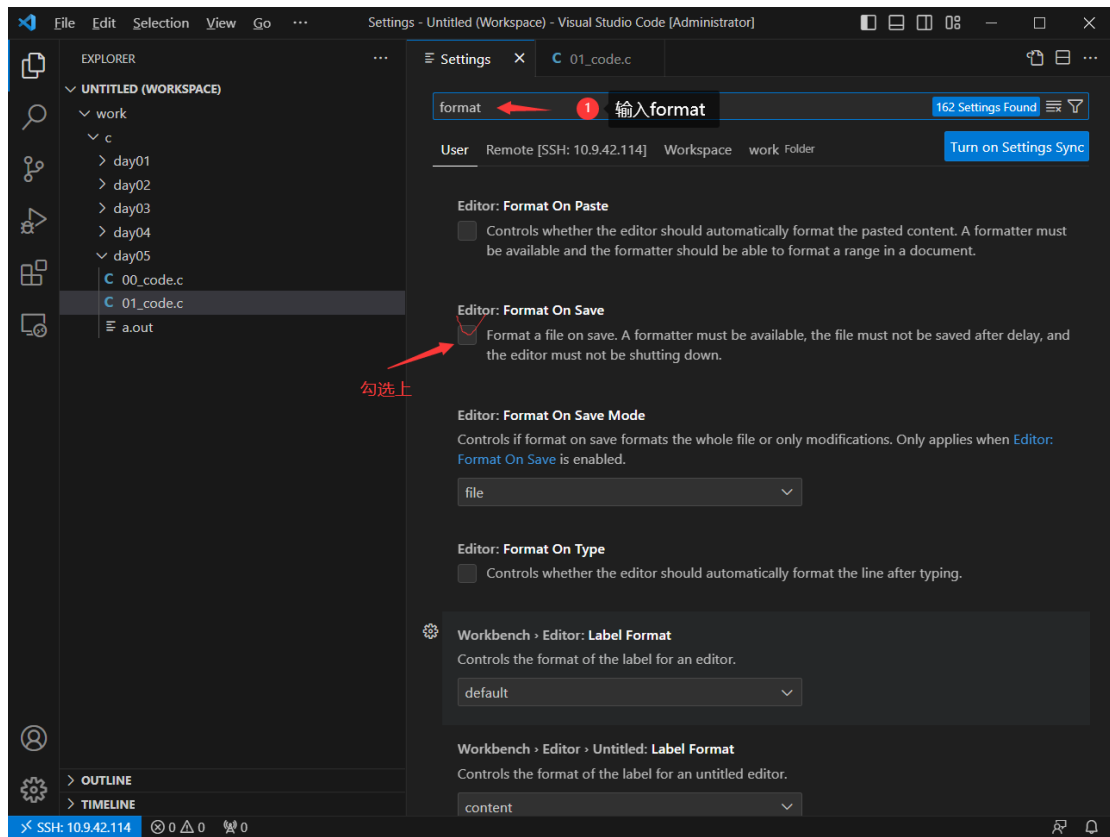 File Edit Selection View Go ··· Settings - Untitled (Workspace) - Visual Studio Code [Administrator]
EXPLORER ···
UNTITLED (WORKSPACE)
work
c
day01
day02
day03
day04
day05
C 00_code.c
C 01_code.c
a.out
OUTLINE
TIMELINE
Settings C 01_code.c
format 1 输入format 162 Settings Found
User Remote [SSH: 10.9.42.114] Workspace work Folder Turn on Settings Sync
Editor: Format On Paste
Controls whether the editor should automatically format the pasted content. A formatter must
be available and the formatter should be able to format a range in a document.
Editor: Format On Save
Format a file on save. A formatter must be available, the file must not be saved after delay, and
the editor must not be shutting down.
勾选上
Editor: Format On Save Mode
Controls if format on save formats the whole file or only modifications. Only applies when Editor:
Format On Save is enabled.
file
Editor: Format On Type
Controls whether the editor should automatically format the line after typing.
Workbench › Editor: Label Format
Controls the format of the label for an editor.
default
Workbench › Editor › Untitled: Label Format
Controls the format of the label for an untitled editor.
content
SSH: 10.9.42.114 0 0 0